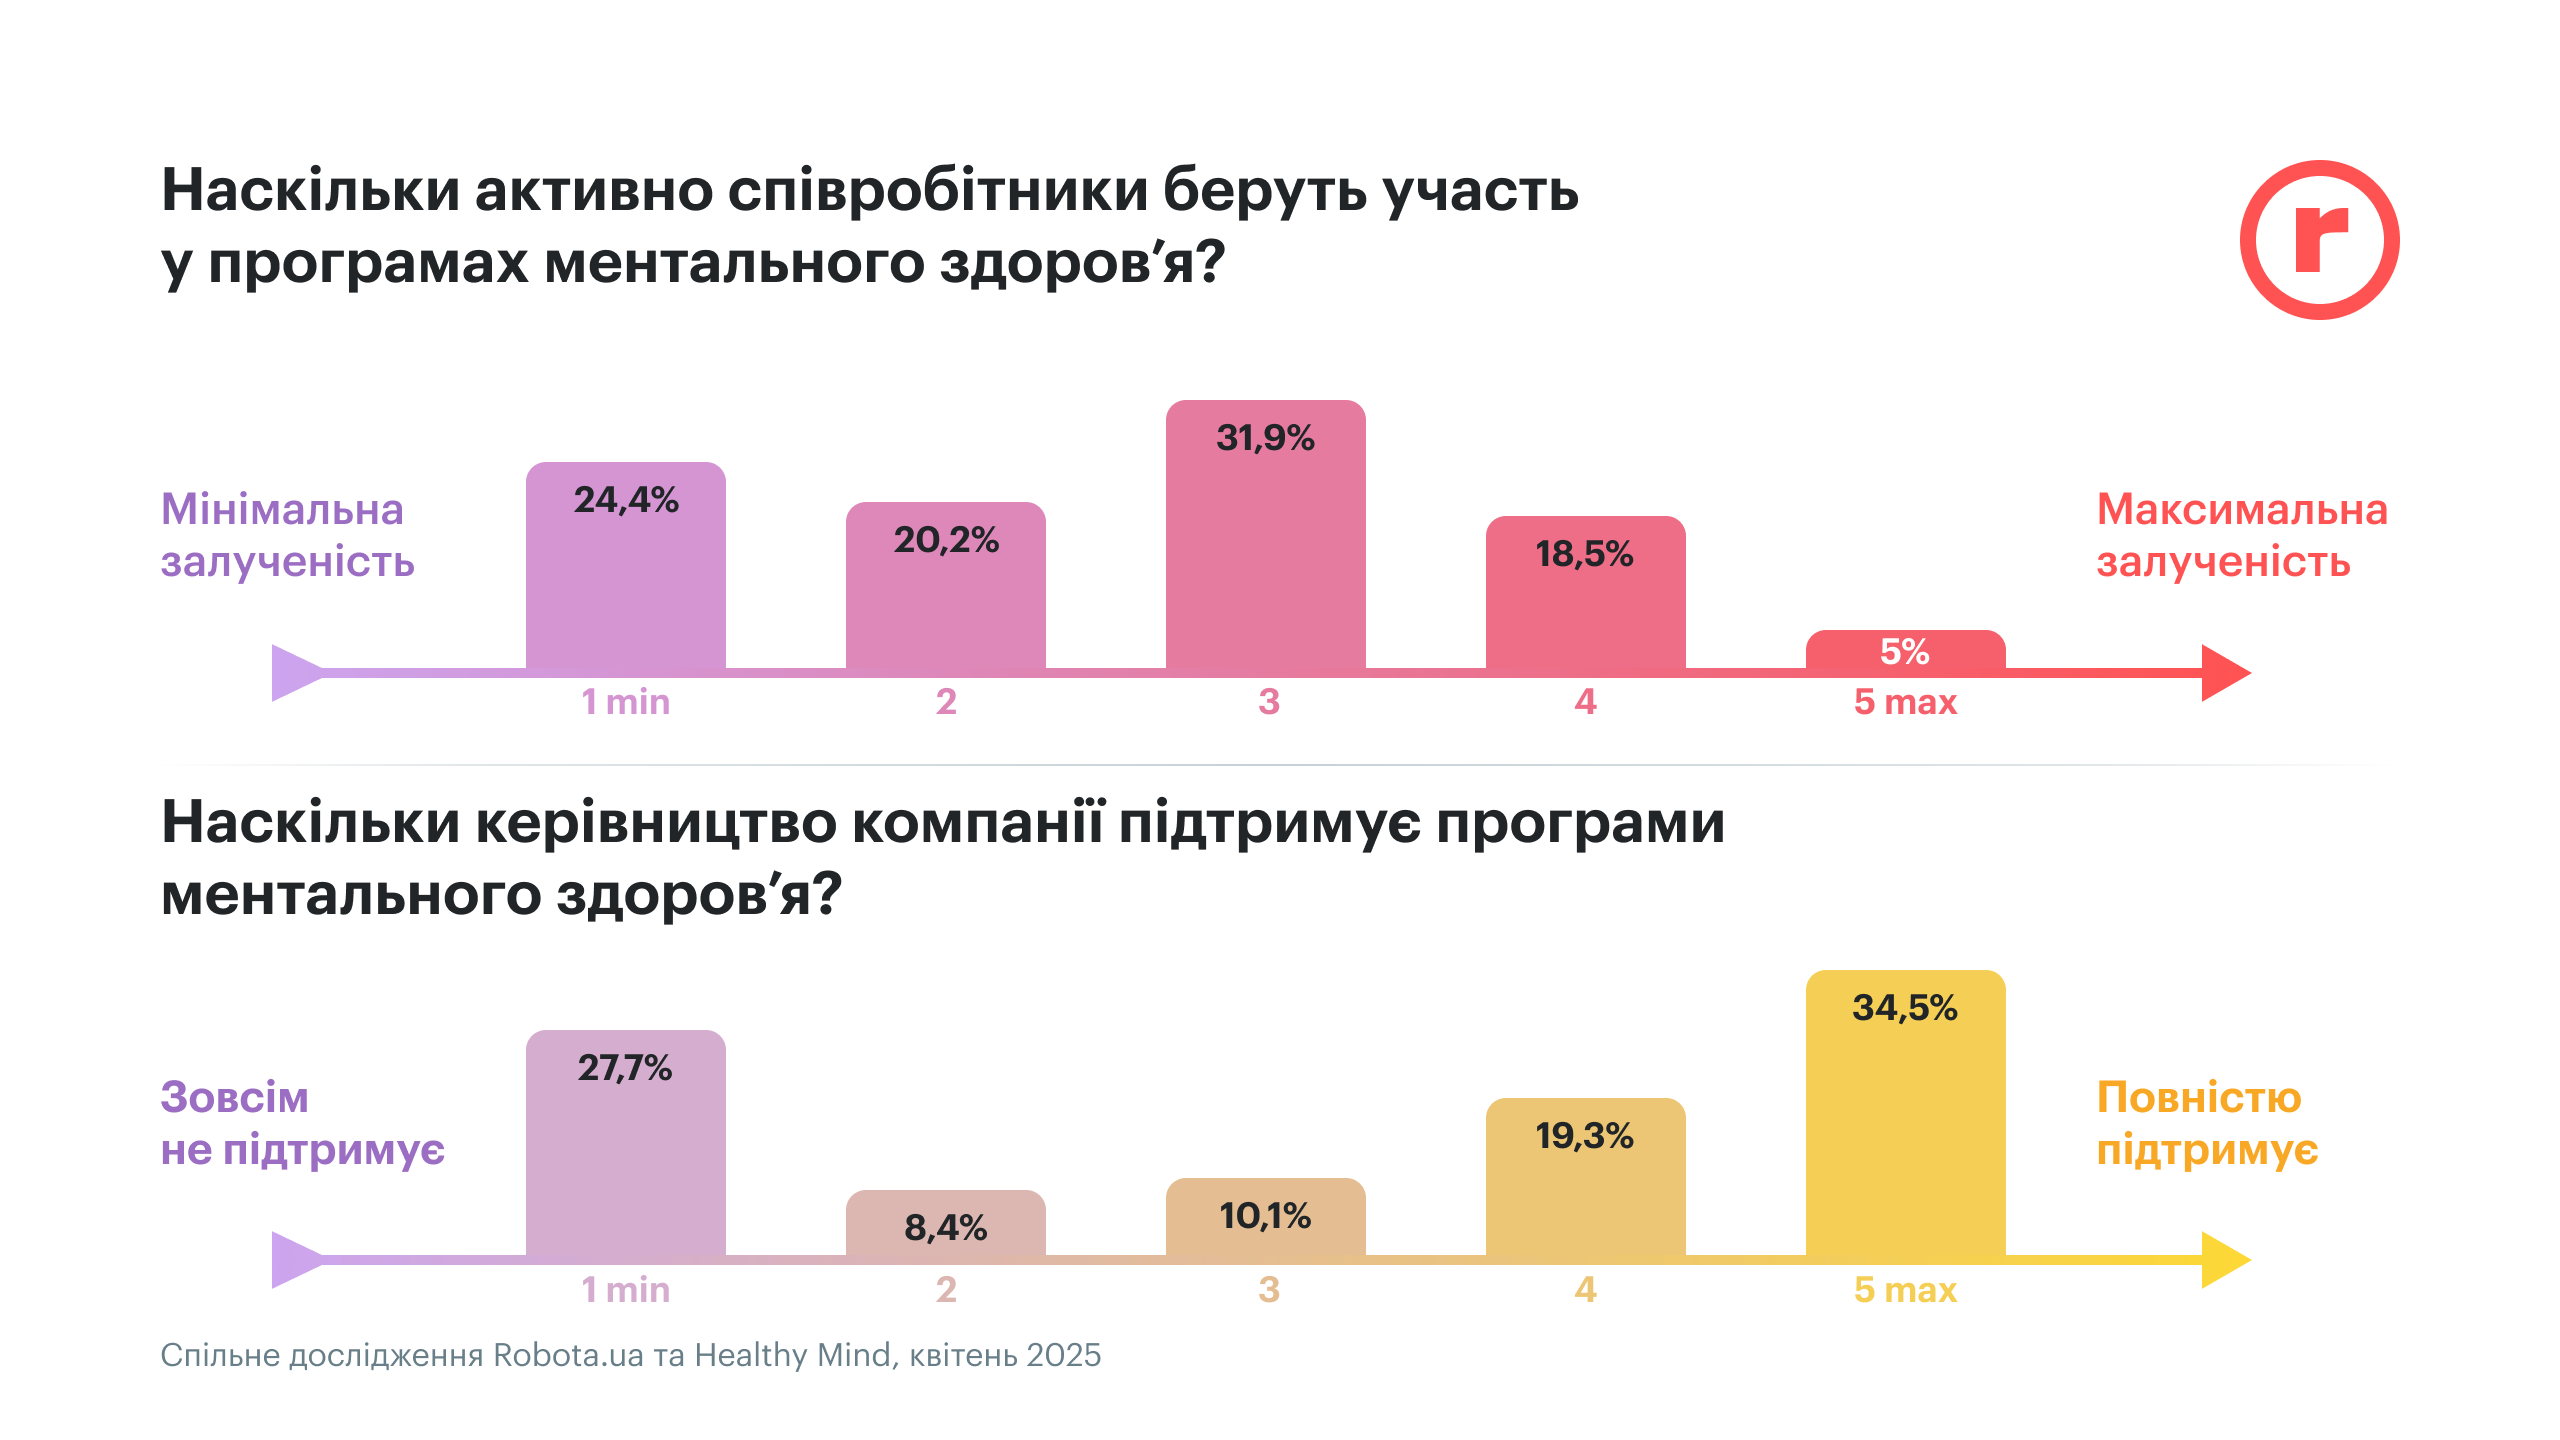 Наскільки активно співробітники беруть участь
у програмах ментального здоров’я?
r
Мінімальна
залученість
24,4%
20,2%
31,9%
18,5%
5%
Максимальна
залученість
1 min
2
3
4
5 max
Наскільки керівництво компанії підтримує програми
ментального здоров’я?
Зовсім
не підтримує
27,7%
8,4%
10,1%
19,3%
34,5%
Повністю
підтримує
1 min
2
3
4
5 max
Спільне дослідження Robota.ua та Healthy Mind, квітень 2025